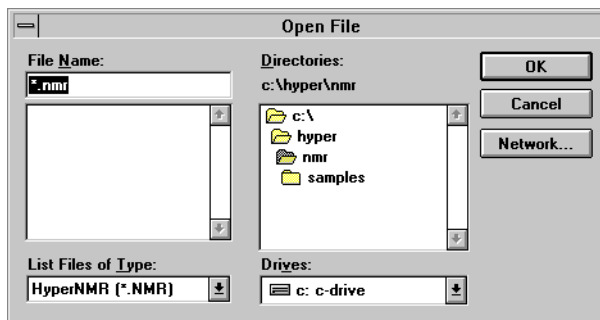 Open File
File Name:
*.nmr
Directories:
c:\hyper\nmr
c:\
hyper
nmr
samples
OK
Cancel
Network...
List Files of Type:
HyperNMR (*.NMR)
Drives:
c: c-drive